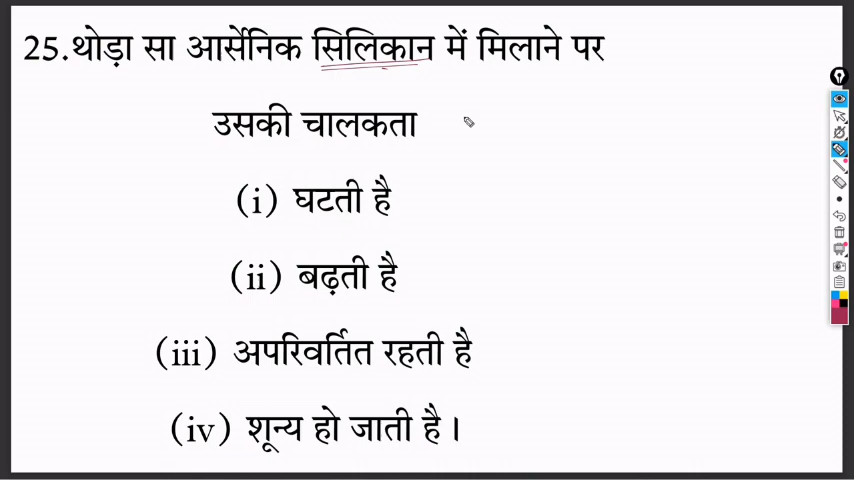 25.थोड़ा सा आर्सेनिक सिलिकान में मिलाने पर
उसकी चालकता
(i) घटती है
(ii) बढ़ती है
(iii) अपरिवर्तित रहती है
(iv) शून्य हो जाती है।